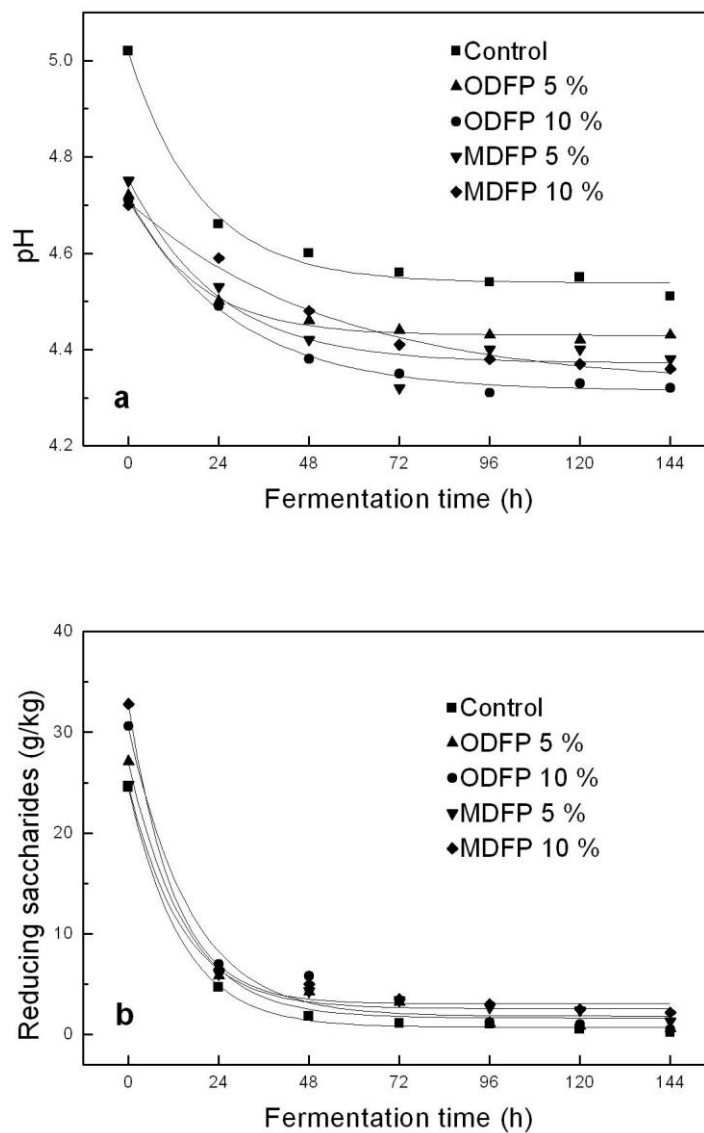 5.0
4.8
4.6
4.4
4.2
pH
Control
ODFP 5 %
ODFP 10 %
MDFP 5 %
MDFP 10 %
a
0 24 48 72 96 120 144
Fermentation time (h)
40
30
20
10
0
Reducing saccharides (g/kg)
Control
ODFP 5 %
ODFP 10 %
MDFP 5 %
MDFP 10 %
b
0 24 48 72 96 120 144
Fermentation time (h)